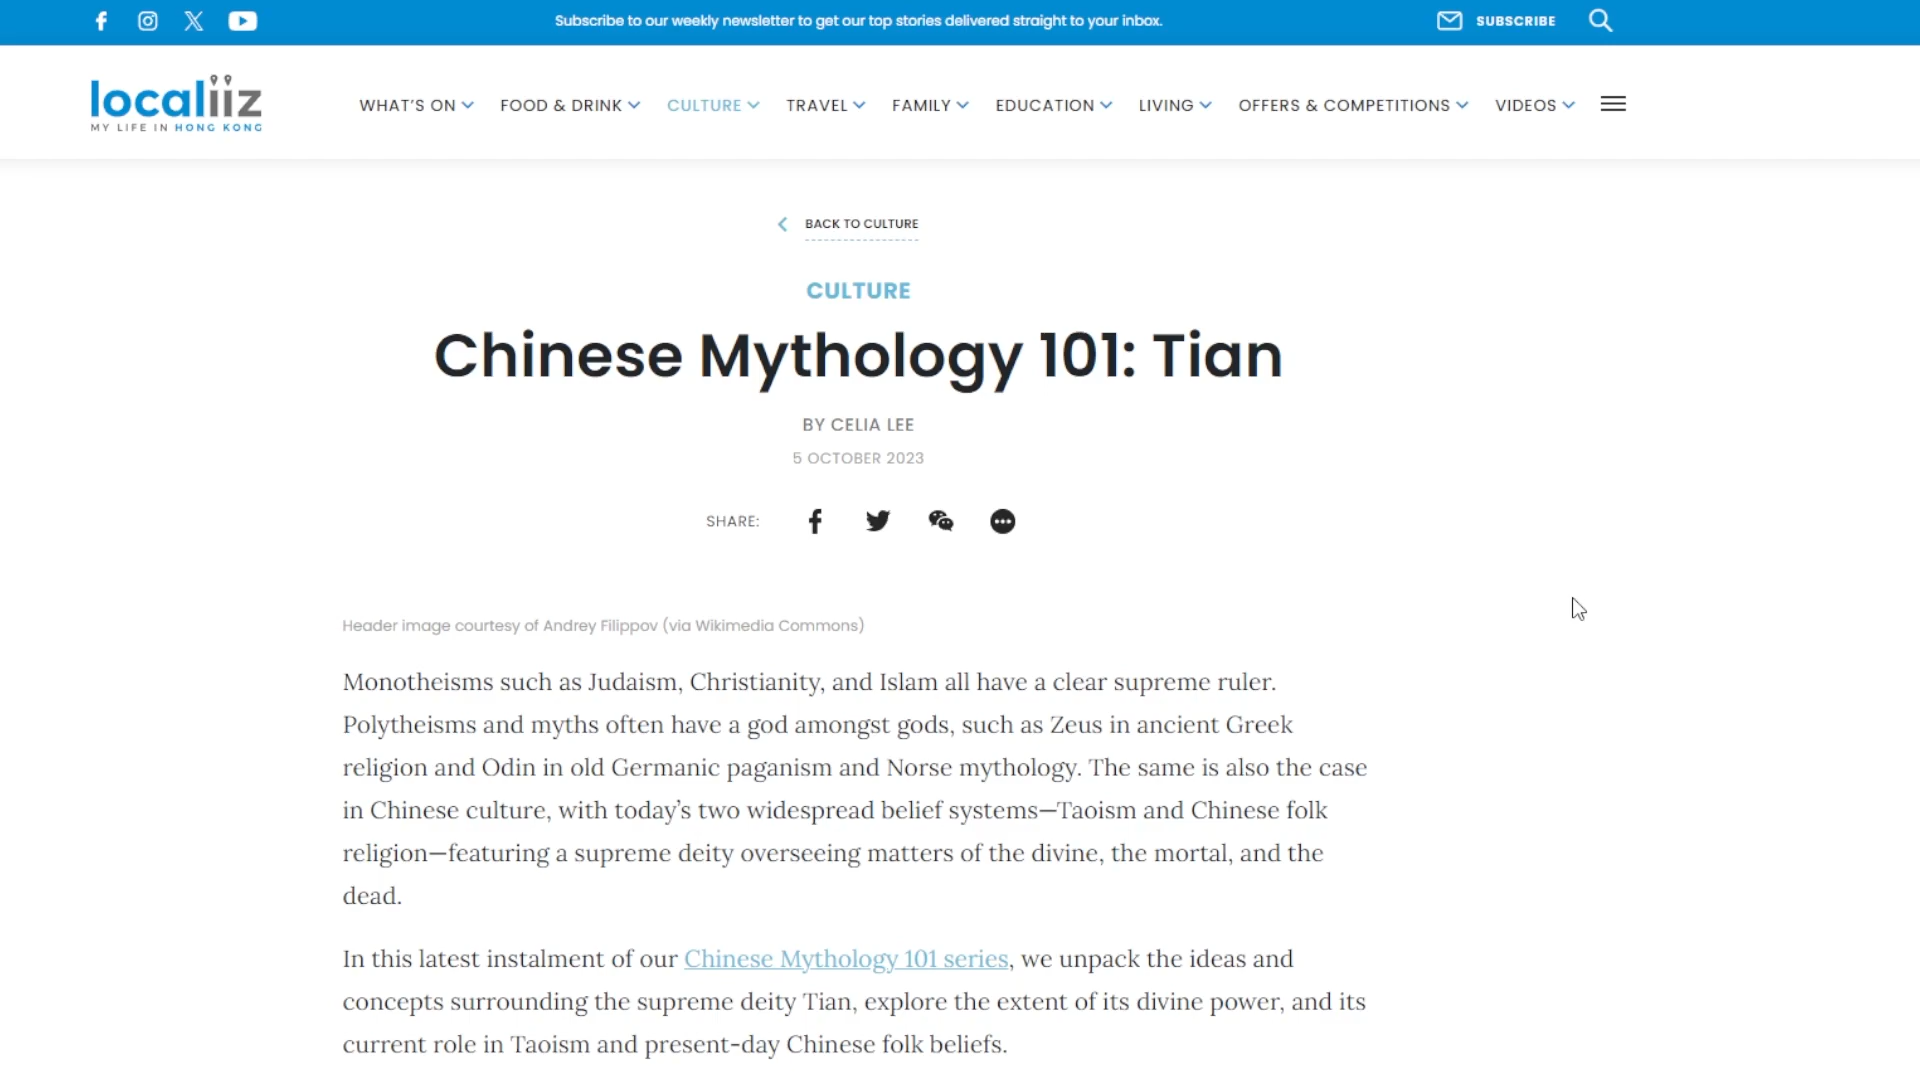 Subscribe to our weekly newsletter to get our top stories delivered straight to your inbox.
SUBSCRIBE
localiiz
MY LIFE IN HONG KONG
WHAT'S ON
FOOD & DRINK
CULTURE
TRAVEL
FAMILY
EDUCATION
LIVING
OFFERS & COMPETITIONS
VIDEOS
BACK TO CULTURE
CULTURE
Chinese Mythology 101: Tian
BY CELIA LEE
5 OCTOBER 2023
SHARE:
Header image courtesy of Andrey Filippov (via Wikimedia Commons)
Monotheisms such as Judaism, Christianity, and Islam all have a clear supreme ruler.
Polytheisms and myths often have a god amongst gods, such as Zeus in ancient Greek
religion and Odin in old Germanic paganism and Norse mythology. The same is also the case
in Chinese culture, with today's two widespread belief systems—Taoism and Chinese folk
religion—featuring a supreme deity overseeing matters of the divine, the mortal, and the
dead.
In this latest instalment of our Chinese Mythology 101 series, we unpack the ideas and
concepts surrounding the supreme deity Tian, explore the extent of its divine power, and its
current role in Taoism and present-day Chinese folk beliefs.